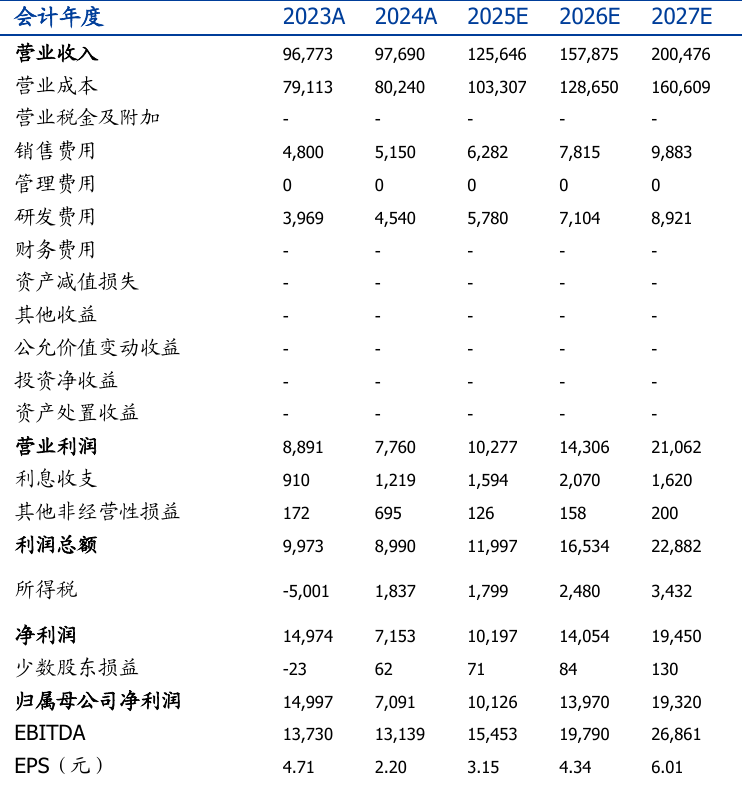 会计年度 2023A 2024A 2025E 2026E 2027E
营业收入 96,773 97,690 125,646 157,875 200,476
营业成本 79,113 80,240 103,307 128,650 160,609
营业税金及附加 - - - - -
销售费用 4,800 5,150 6,282 7,815 9,883
管理费用 0 0 0 0 0
研发费用 3,969 4,540 5,780 7,104 8,921
财务费用 - - - - -
资产减值损失 - - - - -
其他收益 - - - - -
公允价值变动收益 - - - - -
投资净收益 - - - - -
资产处置收益 - - - - -
营业利润 8,891 7,760 10,277 14,306 21,062
利息收支 910 1,219 1,594 2,070 1,620
其他非经营性损益 172 695 126 158 200
利润总额 9,973 8,990 11,997 16,534 22,882
所得税 -5,001 1,837 1,799 2,480 3,432
净利润 14,974 7,153 10,197 14,054 19,450
少数股东损益 -23 62 71 84 130
归属母公司净利润 14,997 7,091 10,126 13,970 19,320
EBITDA 13,730 13,139 15,453 19,790 26,861
EPS（元） 4.71 2.20 3.15 4.34 6.01